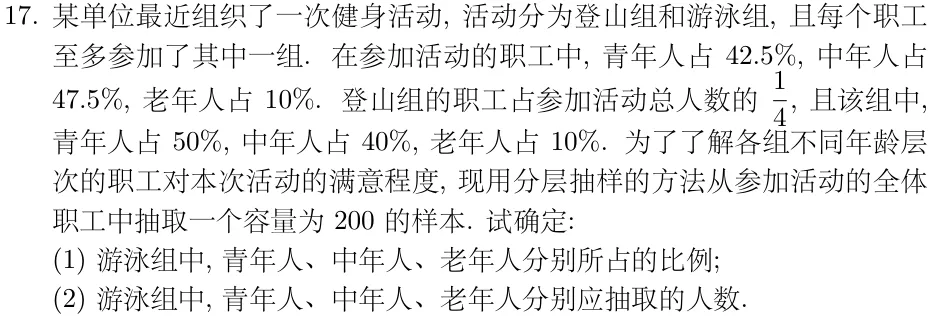 17. 某单位最近组织了一次健身活动, 活动分为登山组和游泳组, 且每个职工
至多参加了其中一组. 在参加活动的职工中, 青年人占 42.5%, 中年人占
47.5%, 老年人占 10%. 登山组的职工占参加活动总人数的 1/4, 且该组中,
青年人占 50%, 中年人占 40%, 老年人占 10%. 为了了解各组不同年龄层
次的职工对本次活动的满意程度, 现用分层抽样的方法从参加活动的全体
职工中抽取一个容量为 200 的样本. 试确定:
(1) 游泳组中, 青年人、中年人、老年人分别所占的比例;
(2) 游泳组中, 青年人、中年人、老年人分别应抽取的人数.